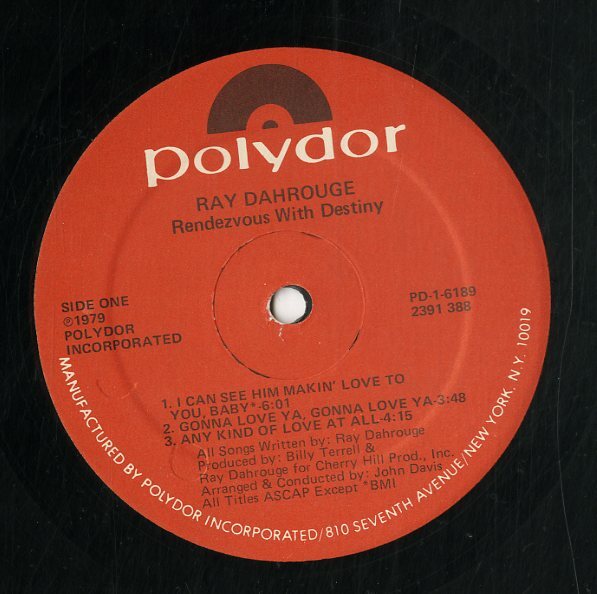 polydor
RAY DAHROUGE
Rendezvous With Destiny
SIDE ONE
℗1979
POLYDOR
INCORPORATED
PD-1-6189
2391 388
1. I CAN SEE HIM MAKIN' LOVE TO
YOU, BABY*-6:01
2. GONNA LOVE YA, GONNA LOVE YA-3:48
3. ANY KIND OF LOVE AT ALL-4:15
All Songs Written by: Ray Dahrouge
Produced by: Billy Terrell &
Ray Dahrouge for Cherry Hill Prod., Inc.
Arranged & Conducted by: John Davis
All Titles ASCAP Except *BMI
MANUFACTURED BY POLYDOR INCORPORATED/810 SEVENTH AVENUE/NEW YORK, N.Y. 10019